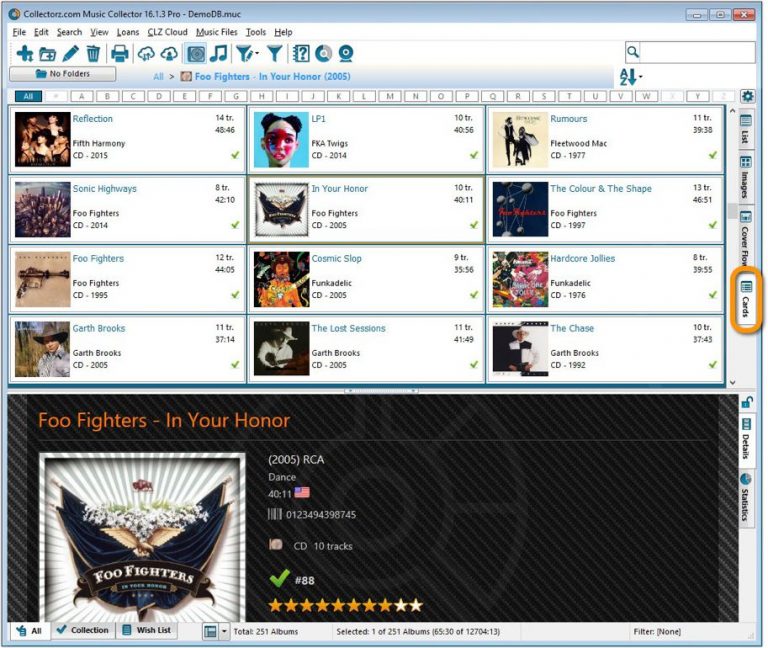 Collectorz.com Music Collector 16.1.3 Pro - DemoDB.muc
File Edit Search View Loans CLZ Cloud Music Files Tools Help
No Folders
All > Foo Fighters - In Your Honor (2005)
All # A B C D E F G H I J K L M N O P Q R S T U V W X Y Z
Reflection 14 tr.
48:46
Fifth Harmony
CD - 2015
LP1 10 tr.
40:56
FKA Twigs
CD - 2014
Rumours 11 tr.
39:38
Fleetwood Mac
CD - 1977
Sonic Highways 8 tr.
42:10
Foo Fighters
CD - 2014
In Your Honor 10 tr.
40:11
Foo Fighters
CD - 2005
The Colour & The Shape 13 tr.
46:51
Foo Fighters
CD - 1997
Foo Fighters 12 tr.
44:05
Foo Fighters
CD - 1995
Cosmic Slop 9 tr.
35:56
Funkadelic
CD - 2005
Hardcore Jollies 8 tr.
39:55
Funkadelic
CD - 1976
Garth Brooks 11 tr.
37:14
Garth Brooks
CD - 2005
The Lost Sessions 11 tr.
41:49
Garth Brooks
CD - 2005
The Chase 10 tr.
37:43
Garth Brooks
CD - 1992
List
Images
Cover Flow
Cards
Foo Fighters - In Your Honor
(2005) RCA
Dance
40:11
0123494398745
CD 10 tracks
#88
FOO FIGHTERS
IN YOUR HONOR
Details
Statistics
All Collection Wish List Total: 251 Albums Selected: 1 of 251 Albums (65:30 of 12704:13) Filter: [None]